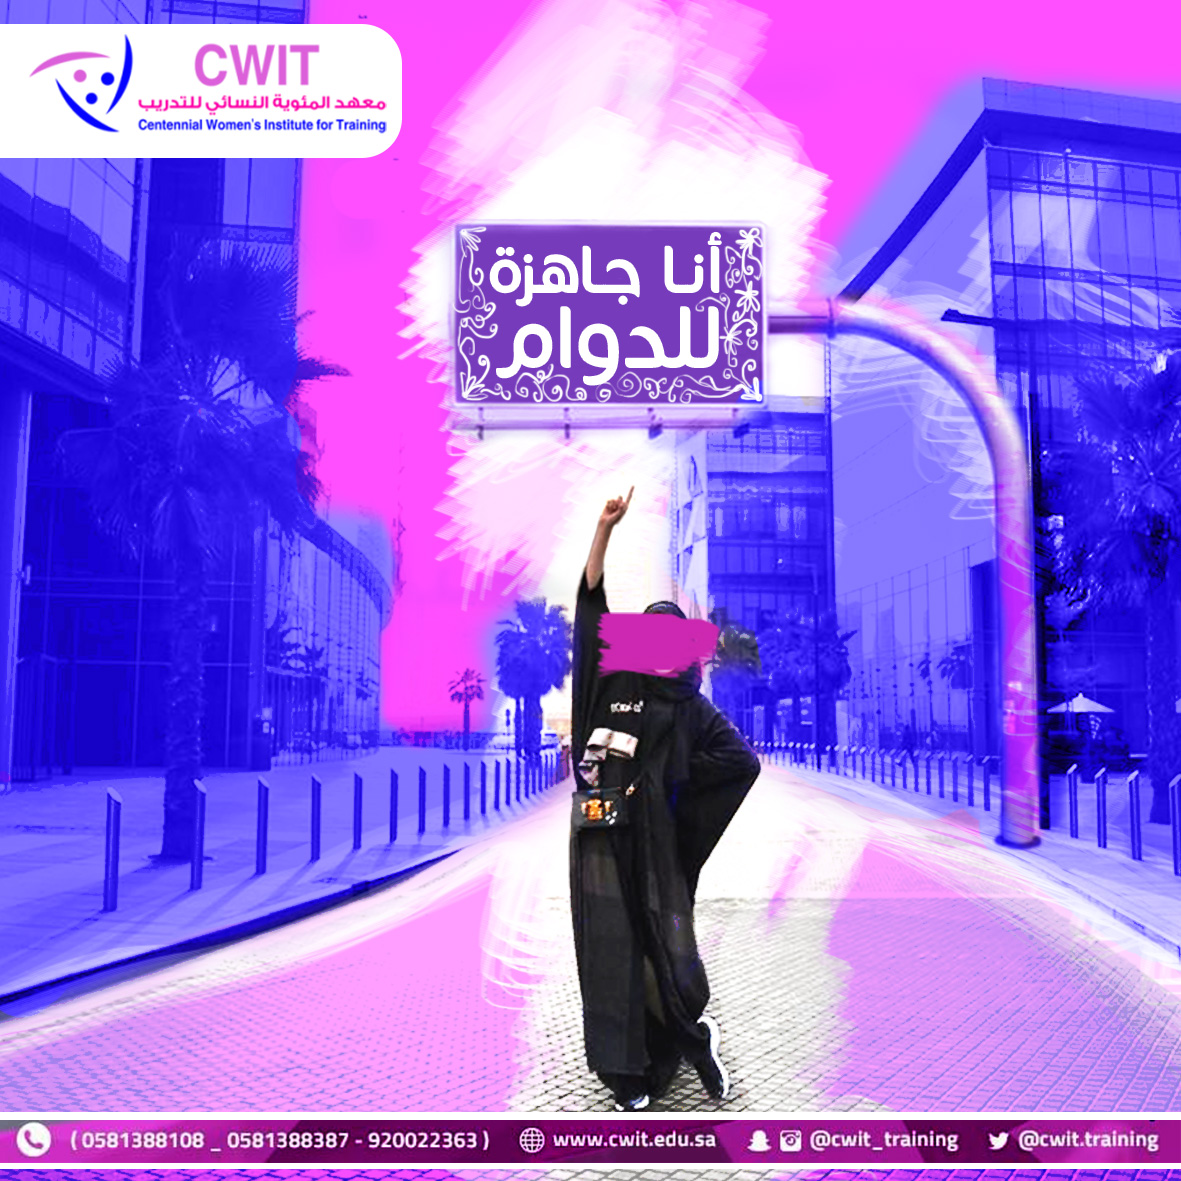 CWIT
معهد المئوية النسائي للتدريب
Centennial Women's Institute for Training
أنا جاهزة
للدوام
( 0581388108 _ 0581388387 - 920022363 )
www.cwit.edu.sa
@cwit_training
@cwit.training